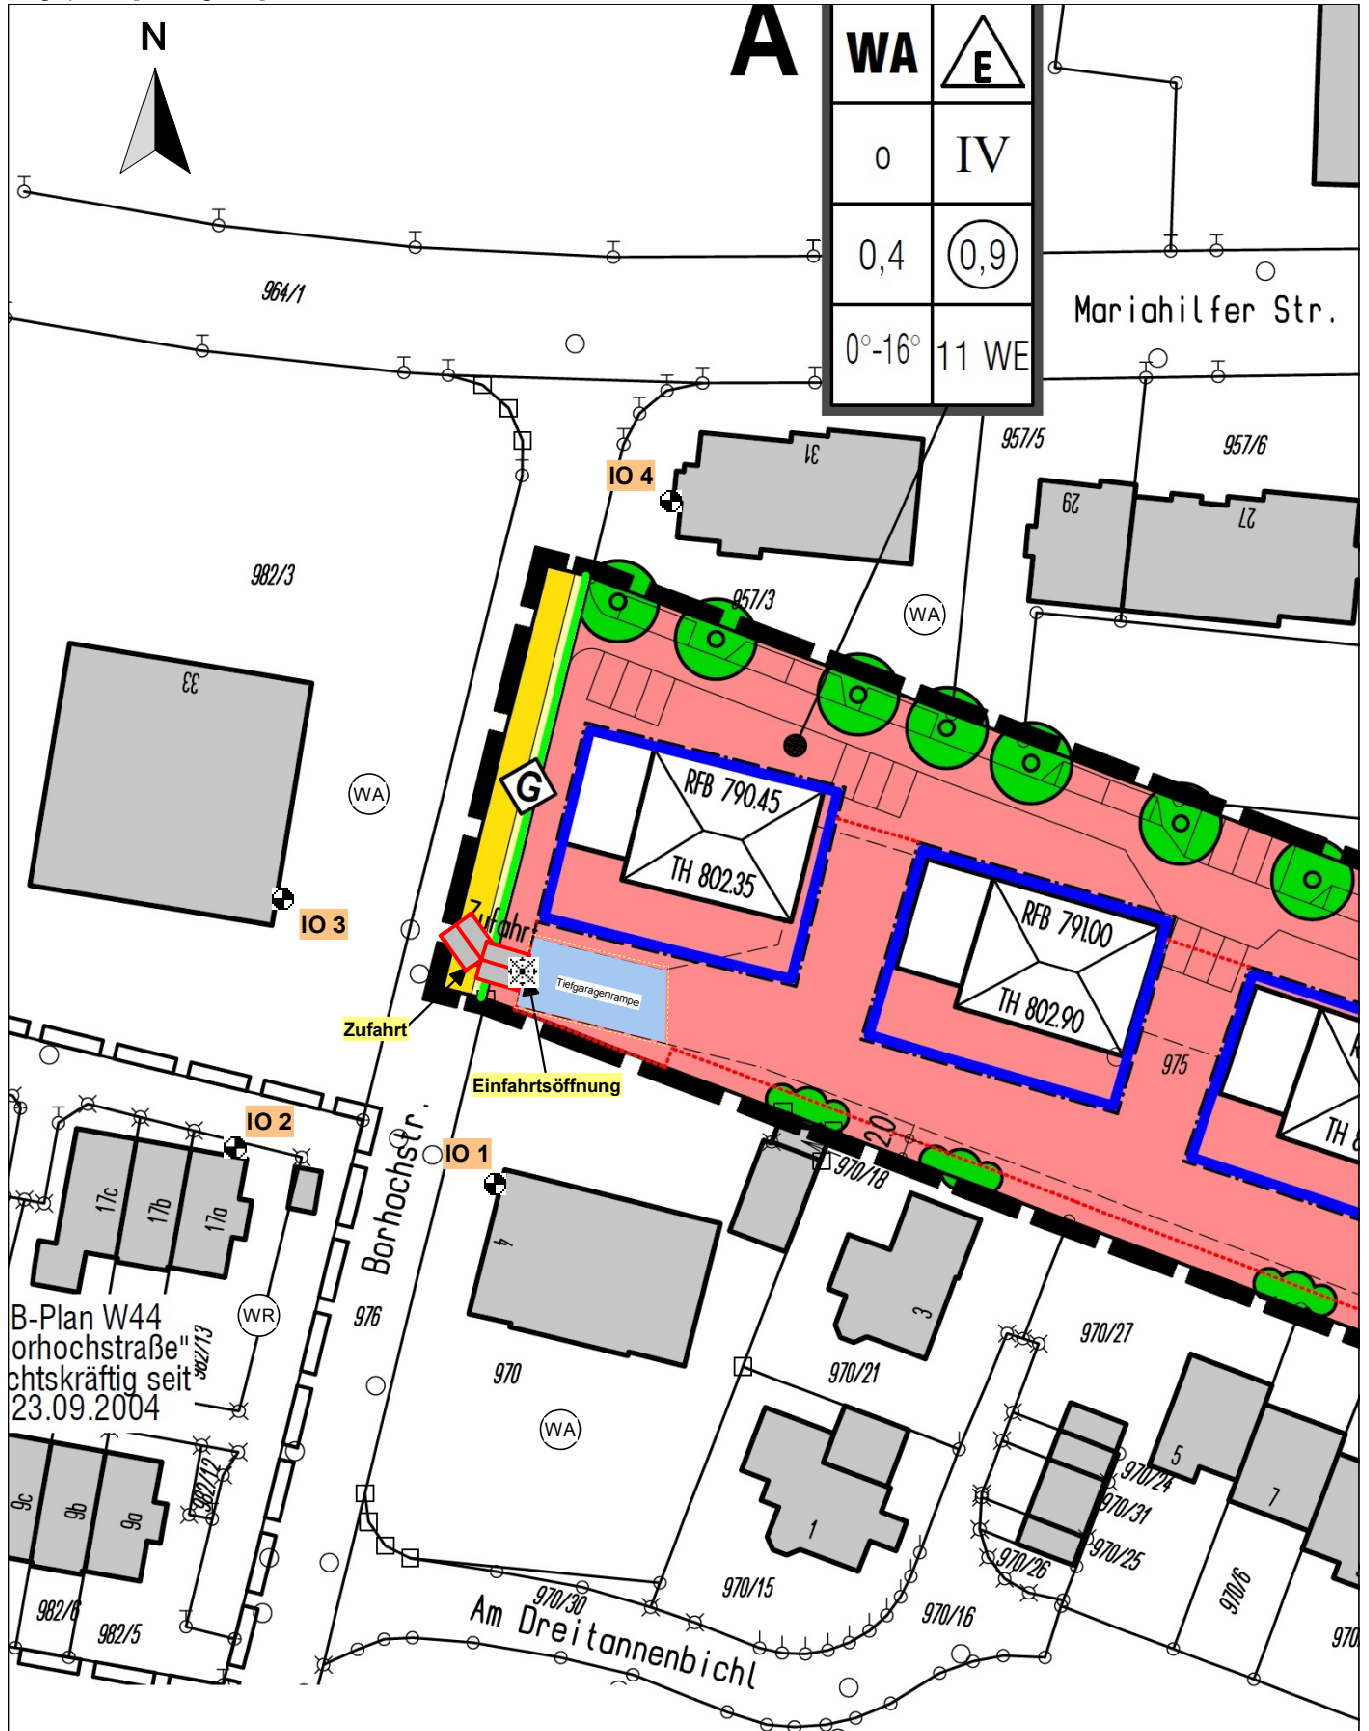 N
A
WA
E
o
IV
0,4
0,9
0°-16°
11 WE
964/1
Mariahilfer Str.
957/5
957/6
31
IO 4
29
27
982/3
957/3
WA
33
WA
G
RFB 790.45
TH 802.35
RFB 791.00
TH 802.90
IO 3
Zufahrt
Tiefgaragenrampe
975
Zufahrt
Einfahrtsöffnung
TH 8
IO 2
IO 1
20
970/18
17c
17b
17a
Borhochstr.
4
3
WR
976
B-Plan W44
orhochstraße"
chtskräftig seit
23.09.2004
982/13
970
970/21
970/27
WA
9c
9b
9a
982/12
1
5
7
970/24
970/31
970/25
970/26
970/15
970/30
970/16
970/6
982/6
982/5
Am Dreitannenbichl
970